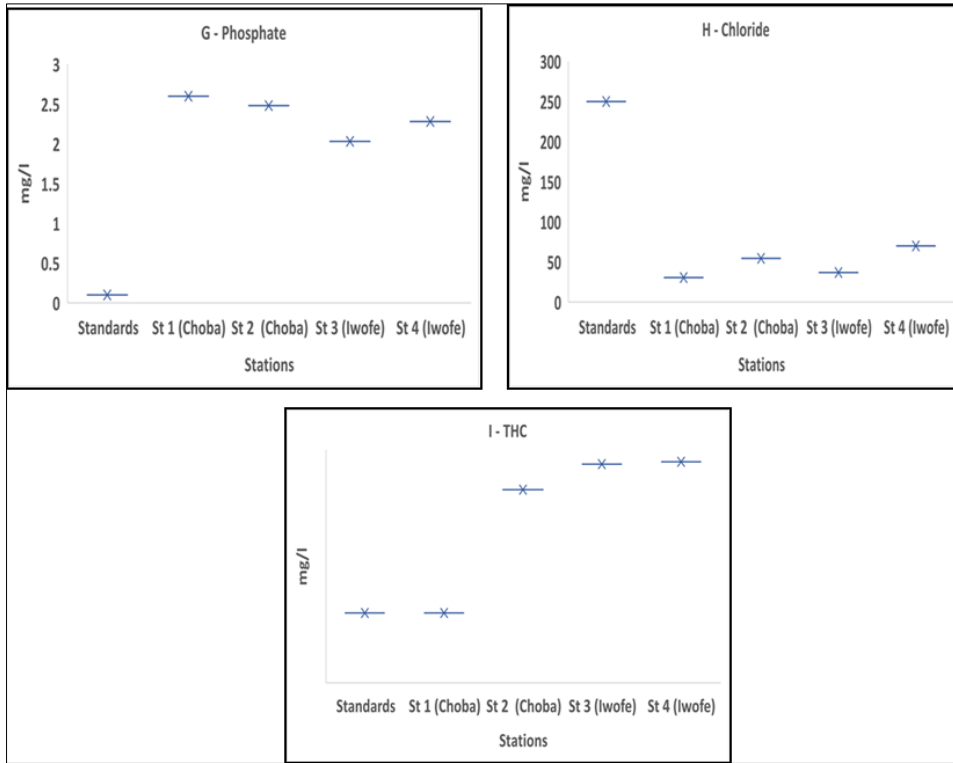 G - Phosphate
3
2.5
2
1.5
1
0.5
0
mg/l
Standards St 1 (Choba) St 2 (Choba) St 3 (Iwofe) St 4 (Iwofe)
Stations
H - Chloride
300
250
200
150
100
50
0
mg/l
Standards St 1 (Choba) St 2 (Choba) St 3 (Iwofe) St 4 (Iwofe)
Stations
I - THC
mg/l
Standards St 1 (Choba) St 2 (Choba) St 3 (Iwofe) St 4 (Iwofe)
Stations